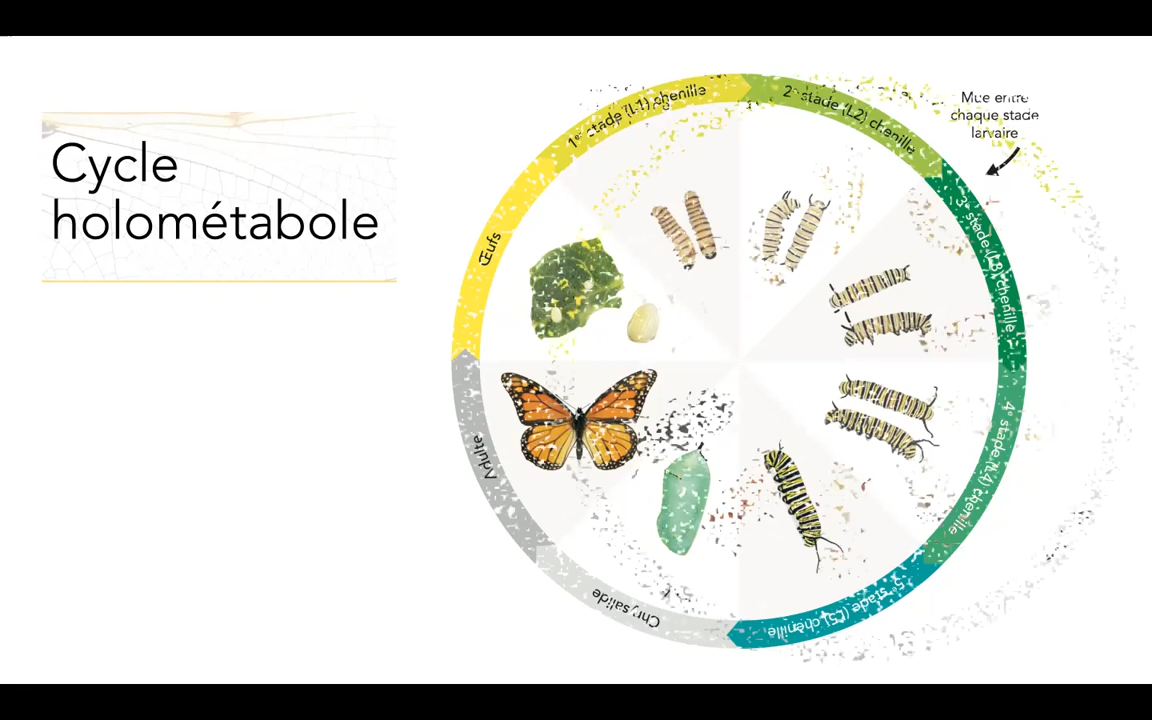 Cycle
holométabole
Mue entre
chaque stade
larvaire
Œufs
1er stade (L1) chenille
2e stade (L2) chenille
3e stade (L3) chenille
4e stade (L4) chenille
5e stade (L5) chenille
Chrysalide
Adulte